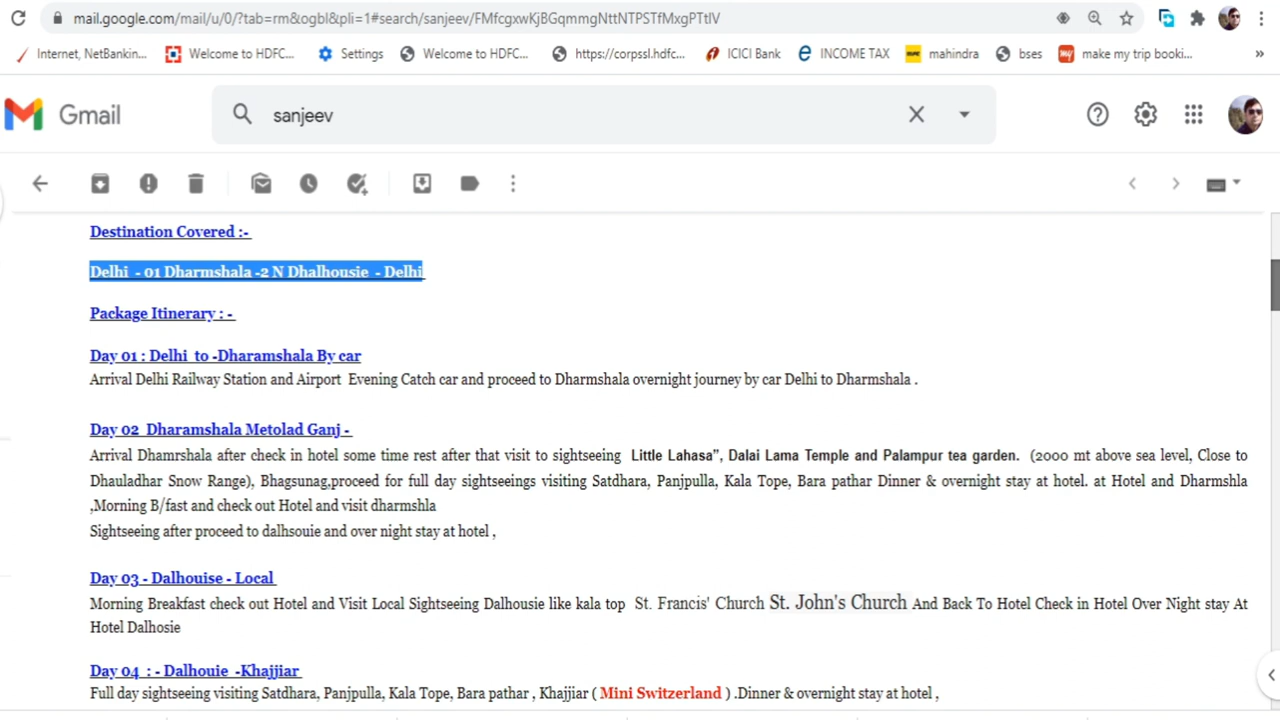 mail.google.com/mail/u/0/?tab=rm&ogbl&pli=1#search/sanjeev/FMfcgxwKjBGqmmgNttNTPSTfMxgPTtlV
Internet, NetBankin... Welcome to HDFC... Settings Welcome to HDFC... https://corpssl.hdfc... ICICI Bank INCOME TAX mahindra bses make my trip booki... »
Gmail sanjeev
Destination Covered :-
Delhi - 01 Dharmshala -2 N Dhalhousie - Delhi
Package Itinerary : -
Day 01 : Delhi to -Dharamshala By car
Arrival Delhi Railway Station and Airport Evening Catch car and proceed to Dharmshala overnight journey by car Delhi to Dharmshala .
Day 02 Dharamshala Metolad Ganj -
Arrival Dhamrshala after check in hotel some time rest after that visit to sightseeing Little Lahasa”, Dalai Lama Temple and Palampur tea garden. (2000 mt above sea level, Close to
Dhauladhar Snow Range), Bhagsunag,proceed for full day sightseeings visiting Satdhara, Panjpulla, Kala Tope, Bara pathar Dinner & overnight stay at hotel. at Hotel and Dharmshla
,Morning B/fast and check out Hotel and visit dharmshla
Sightseeing after proceed to dalhsouie and over night stay at hotel ,
Day 03 - Dalhouise - Local
Morning Breakfast check out Hotel and Visit Local Sightseeing Dalhousie like kala top St. Francis' Church St. John's Church And Back To Hotel Check in Hotel Over Night stay At
Hotel Dalhosie
Day 04 : - Dalhouie -Khajjiar
Full day sightseeing visiting Satdhara, Panjpulla, Kala Tope, Bara pathar , Khajjiar ( Mini Switzerland ) .Dinner & overnight stay at hotel ,